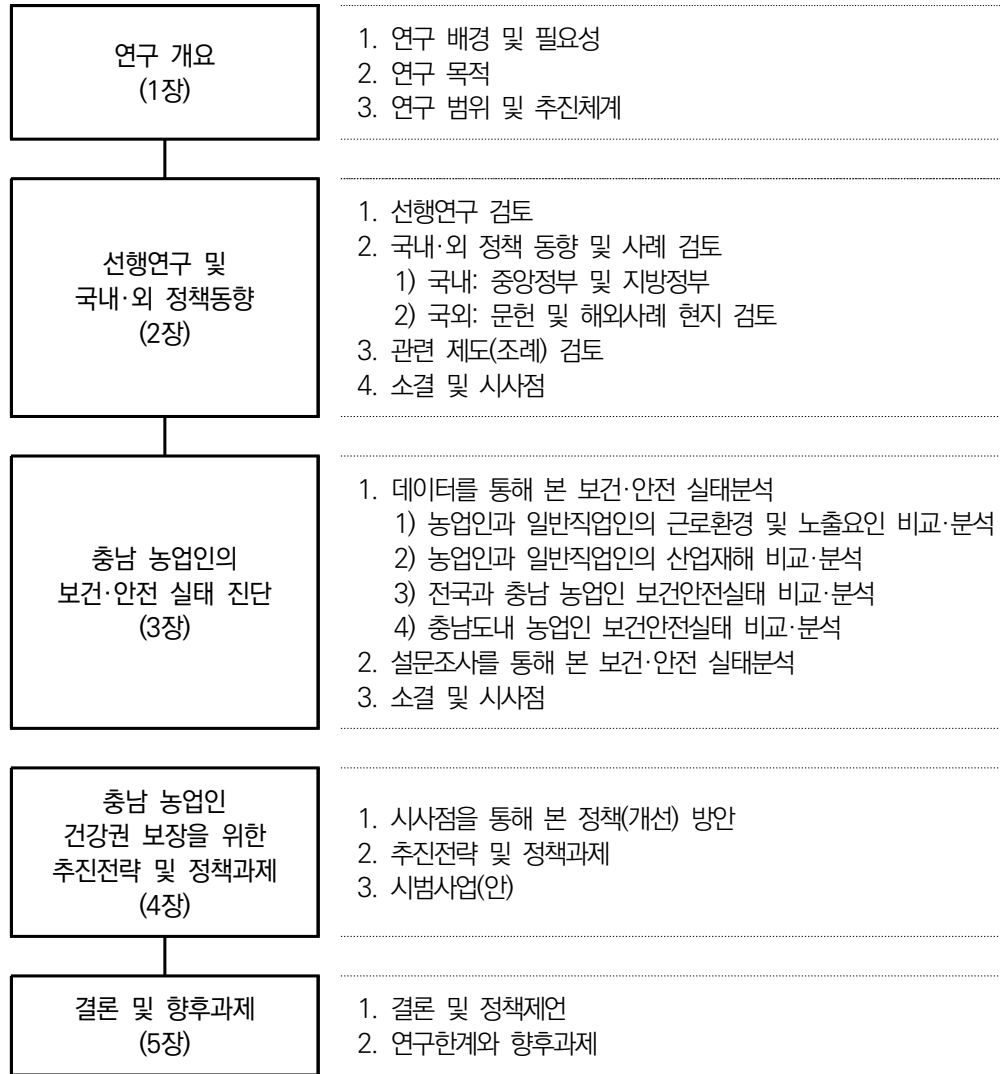 연구 개요
(1장)
1. 연구 배경 및 필요성
2. 연구 목적
3. 연구 범위 및 추진체계
선행연구 및
국내·외 정책동향
(2장)
1. 선행연구 검토
2. 국내·외 정책 동향 및 사례 검토
1) 국내: 중앙정부 및 지방정부
2) 국외: 문헌 및 해외사례 현지 검토
3. 관련 제도(조례) 검토
4. 소결 및 시사점
충남 농업인의
보건·안전 실태 진단
(3장)
1. 데이터를 통해 본 보건·안전 실태분석
1) 농업인과 일반직업인의 근로환경 및 노출요인 비교·분석
2) 농업인과 일반직업인의 산업재해 비교·분석
3) 전국과 충남 농업인 보건안전실태 비교·분석
4) 충남도내 농업인 보건안전실태 비교·분석
2. 설문조사를 통해 본 보건·안전 실태분석
3. 소결 및 시사점
충남 농업인
건강권 보장을 위한
추진전략 및 정책과제
(4장)
1. 시사점을 통해 본 정책(개선) 방안
2. 추진전략 및 정책과제
3. 시범사업(안)
결론 및 향후과제
(5장)
1. 결론 및 정책제언
2. 연구한계와 향후과제